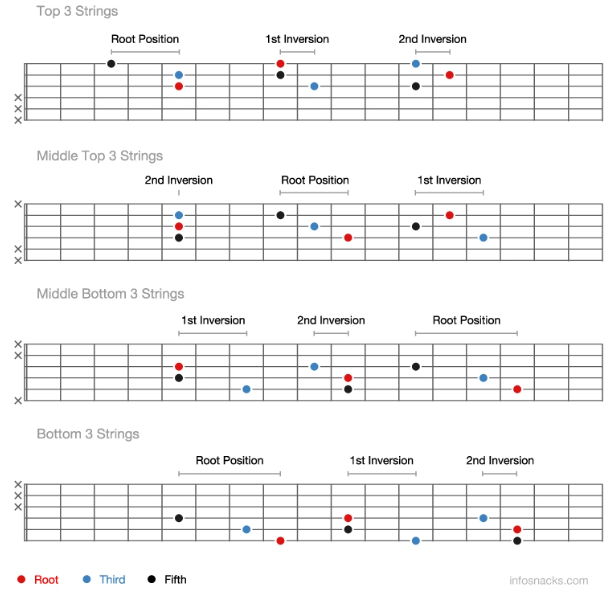 Top 3 Strings
Root Position 1st Inversion 2nd Inversion
×
×
×
Middle Top 3 Strings
2nd Inversion Root Position 1st Inversion
×
×
×
Middle Bottom 3 Strings
1st Inversion 2nd Inversion Root Position
×
×
×
Bottom 3 Strings
Root Position 1st Inversion 2nd Inversion
×
×
×
Root Third Fifth
infosnacks.com